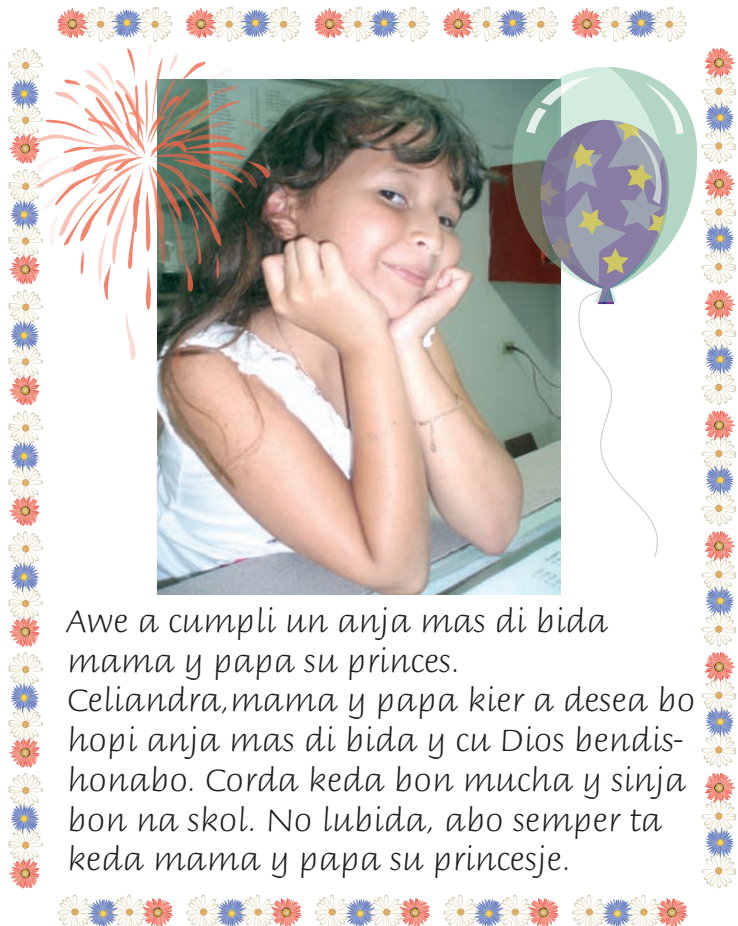 Awe a cumpli un anja mas di bida
mama y papa su princes.
Celiandra,mama y papa kier a desea bo
hopi anja mas di bida y cu Dios bendis-
honabo. Corda keda bon mucha y sinja
bon na skol. No lubida, abo semper ta
keda mama y papa su princesje.